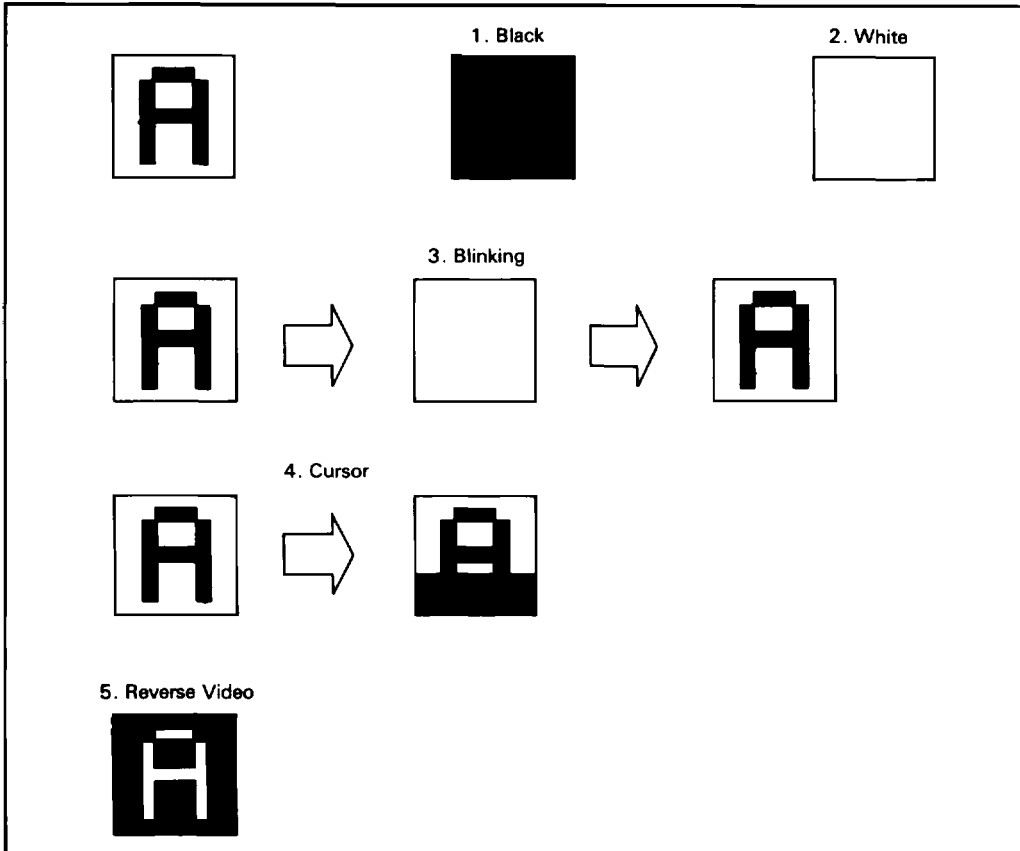 A
1. Black
2. White
3. Blinking
A
A
4. Cursor
A
A
5. Reverse Video
A